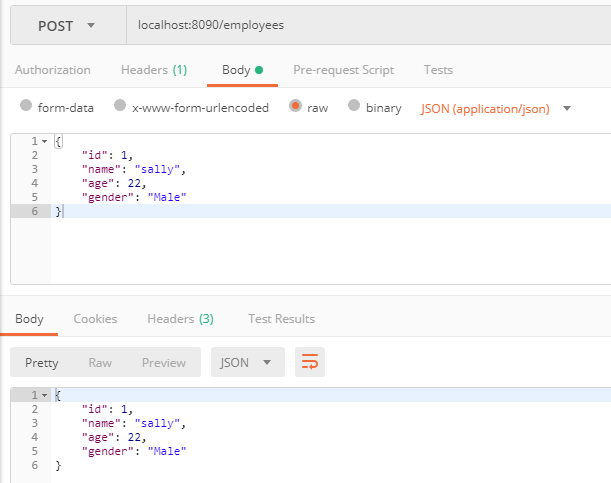 POST localhost:8090/employees
Authorization Headers (1) Body Pre-request Script Tests
form-data x-www-form-urlencoded raw binary JSON (application/json)
1 {
2 "id": 1,
3 "name": "sally",
4 "age": 22,
5 "gender": "Male"
6 }
Body Cookies Headers (3) Test Results
Pretty Raw Preview JSON
1 {
2 "id": 1,
3 "name": "sally",
4 "age": 22,
5 "gender": "Male"
6 }